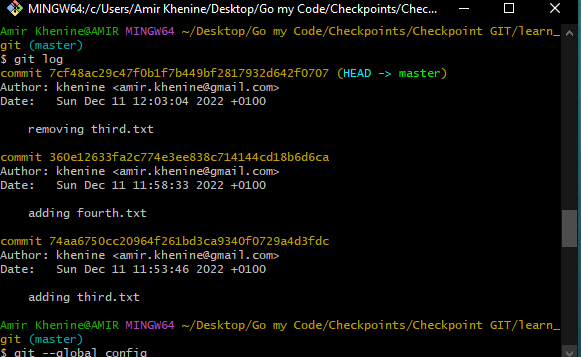 MINGW64:/c/Users/Amir Khenine/Desktop/Go my Code/Checkpoints/Chec...
Amir Khenine@AMIR MINGW64 ~/Desktop/Go my Code/Checkpoints/Checkpoint GIT/learn_
git (master)
$ git log
commit 7cf48ac29c47f0b1f7b449bf2817932d642f0707 (HEAD -> master)
Author: khenine <amir.khenine@gmail.com>
Date:   Sun Dec 11 12:03:04 2022 +0100
    removing third.txt
commit 360e12633fa2c774e3ee838c714144cd18b6d6ca
Author: khenine <amir.khenine@gmail.com>
Date:   Sun Dec 11 11:58:33 2022 +0100
    adding fourth.txt
commit 74aa6750cc20964f261bd3ca9340f0729a4d3fdc
Author: khenine <amir.khenine@gmail.com>
Date:   Sun Dec 11 11:53:46 2022 +0100
    adding third.txt
Amir Khenine@AMIR MINGW64 ~/Desktop/Go my Code/Checkpoints/Checkpoint GIT/learn_
git (master)
$ git --global config